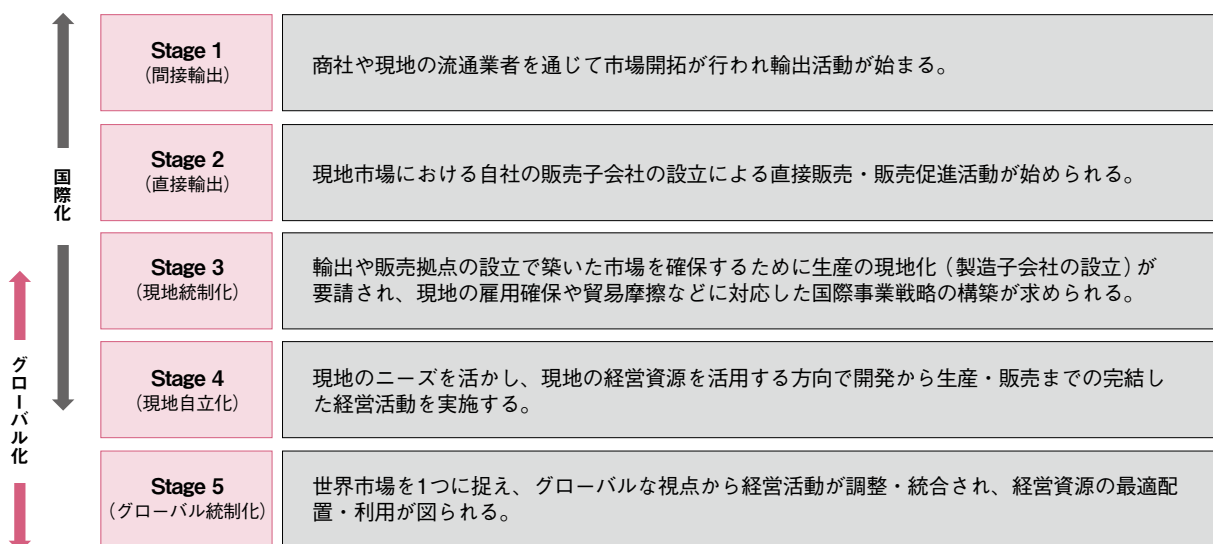 国際化
グローバル化
Stage 1
(間接輸出)
商社や現地の流通業者を通じて市場開拓が行われ輸出活動が始まる。
Stage 2
(直接輸出)
現地市場における自社の販売子会社の設立による直接販売・販売促進活動が始められる。
Stage 3
(現地統制化)
輸出や販売拠点の設立で築いた市場を確保するために生産の現地化(製造子会社の設立)が
要請され、現地の雇用確保や貿易摩擦などに対応した国際事業戦略の構築が求められる。
Stage 4
(現地自立化)
現地のニーズを活かし、現地の経営資源を活用する方向で開発から生産・販売までの完結し
た経営活動を実施する。
Stage 5
(グローバル統制化)
世界市場を1つに捉え、グローバルな視点から経営活動が調整・統合され、経営資源の最適配
置・利用が図られる。